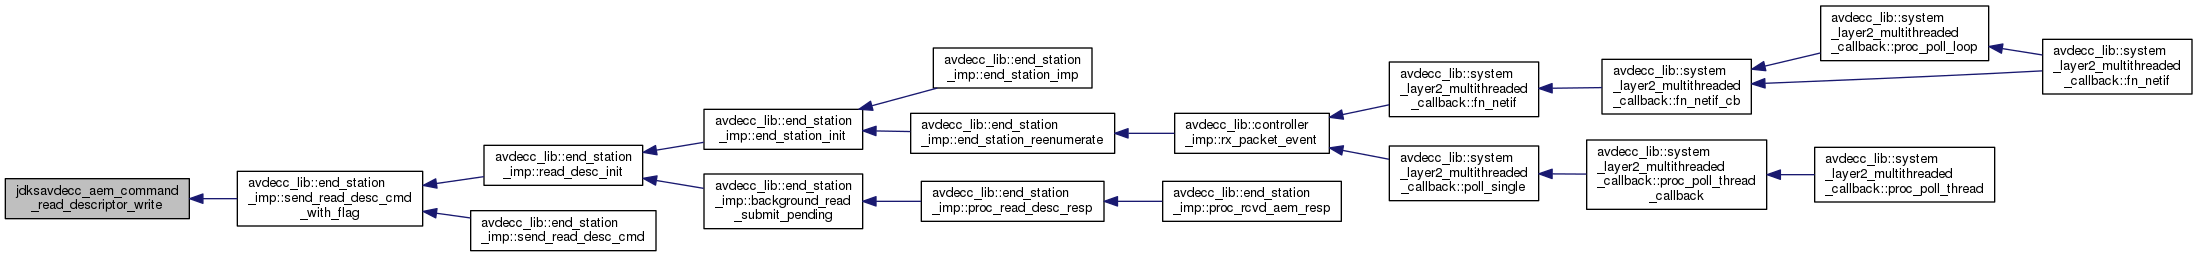 jdksavdecc_aem_command
_read_descriptor_write
avdecc_lib::end_station
_imp::send_read_desc_cmd
_with_flag
avdecc_lib::end_station
_imp::read_desc_init
avdecc_lib::end_station
_imp::send_read_desc_cmd
avdecc_lib::end_station
_imp::end_station_init
avdecc_lib::end_station
_imp::background_read
_submit_pending
avdecc_lib::end_station
_imp::end_station_imp
avdecc_lib::end_station
_imp::end_station_reenumerate
avdecc_lib::end_station
_imp::proc_read_desc_resp
avdecc_lib::controller
_imp::rx_packet_event
avdecc_lib::end_station
_imp::proc_rcvd_aem_resp
avdecc_lib::system
_layer2_multithreaded
_callback::fn_netif
avdecc_lib::system
_layer2_multithreaded
_callback::poll_single
avdecc_lib::system
_layer2_multithreaded
_callback::fn_netif_cb
avdecc_lib::system
_layer2_multithreaded
_callback::proc_poll_thread
_callback
avdecc_lib::system
_layer2_multithreaded
_callback::proc_poll_loop
avdecc_lib::system
_layer2_multithreaded
_callback::proc_poll_thread
avdecc_lib::system
_layer2_multithreaded
_callback::fn_netif